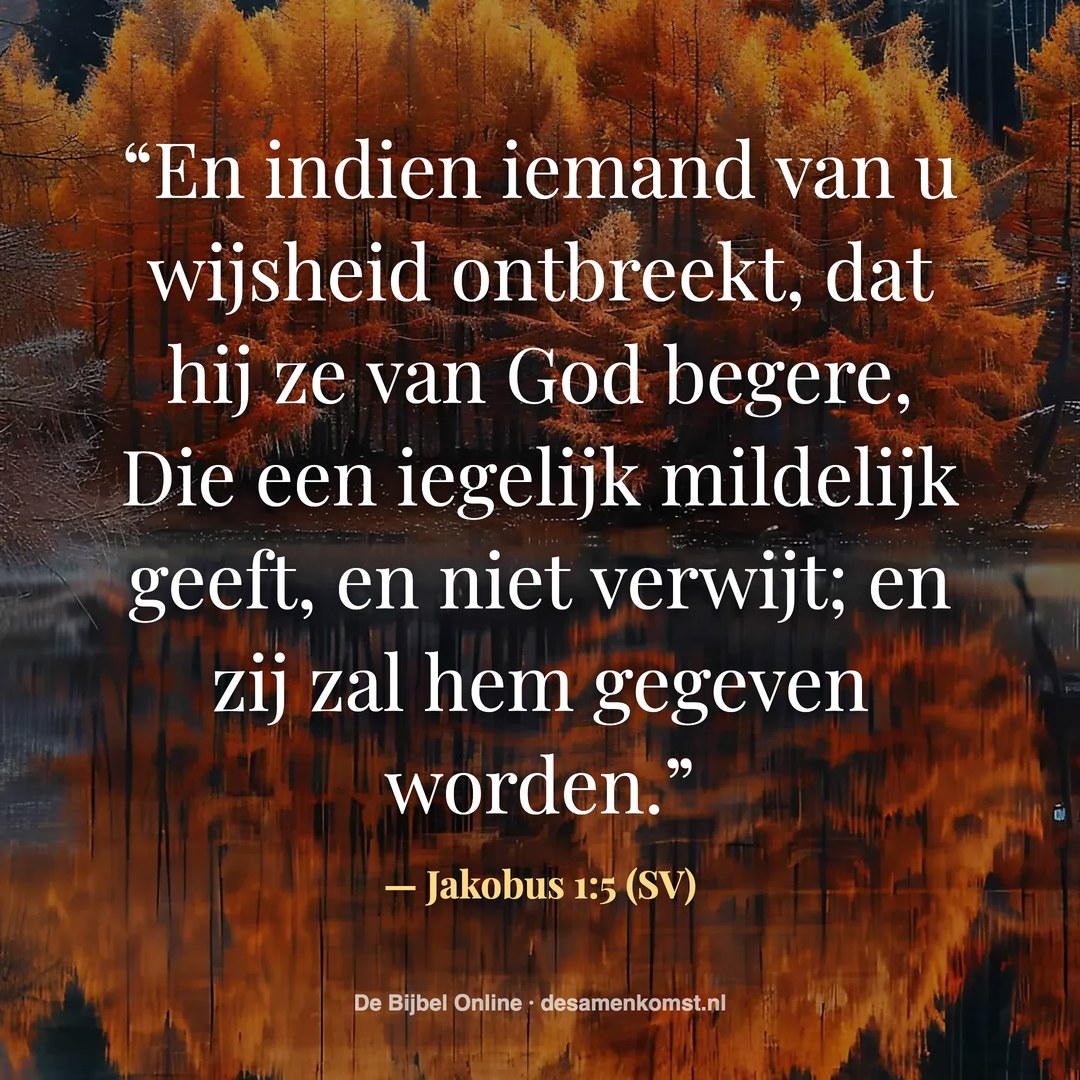 “En indien iemand van u
wijsheid ontbreekt, dat
hij ze van God begere,
Die een iegelijk mildelijk
geeft, en niet verwijt; en
zij zal hem gegeven
worden.”
— Jakobus 1:5 (SV)
De Bijbel Online · desamenkomst.nl